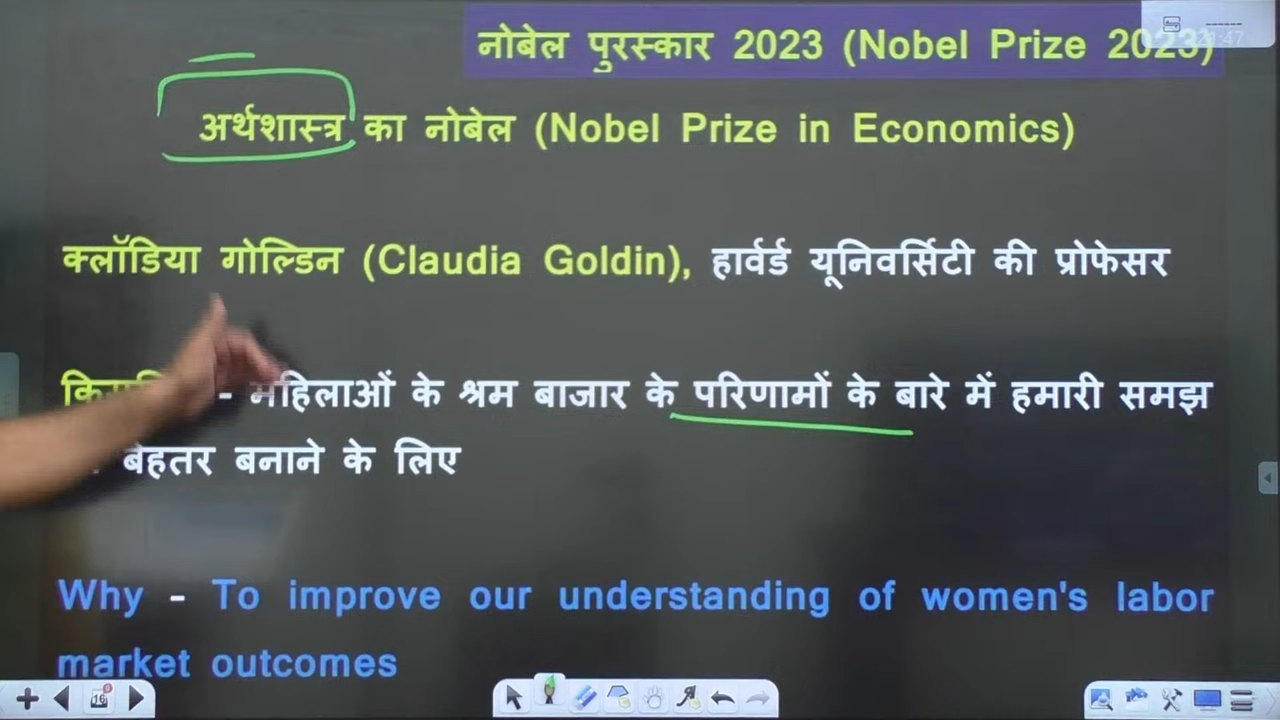 नोबेल पुरस्कार 2023 (Nobel Prize 2023)
अर्थशास्त्र का नोबेल (Nobel Prize in Economics)
क्लॉडिया गोल्डिन (Claudia Goldin), हार्वर्ड यूनिवर्सिटी की प्रोफेसर
- महिलाओं के श्रम बाजार के परिणामों के बारे में हमारी समझ
बेहतर बनाने के लिए
Why - To improve our understanding of women's labor
market outcomes
16